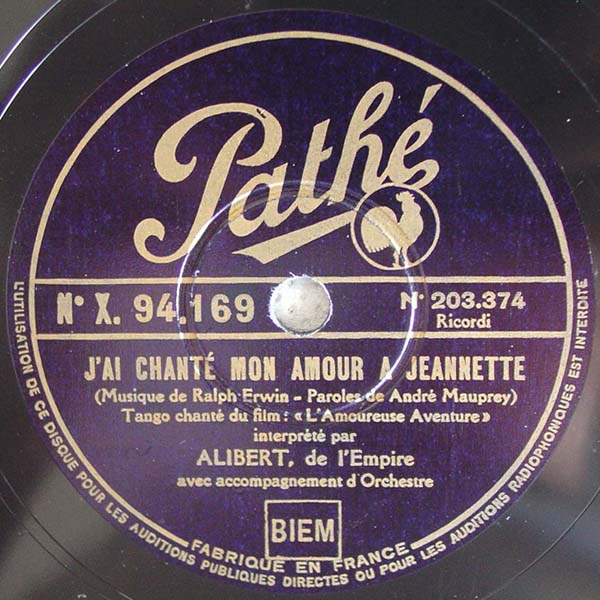 Pathé
N° X. 94.169
N° 203.374
Ricordi
J'AI CHANTÉ MON AMOUR A JEANNETTE
(Musique de Ralph Erwin - Paroles de André Mauprey)
Tango chanté du film : « L'Amoureuse Aventure »
interprété par
ALIBERT, de l'Empire
avec accompagnement d'Orchestre
BIEM
FABRIQUÉ EN FRANCE
L'UTILISATION DE CE DISQUE POUR LES AUDITIONS PUBLIQUES DIRECTES OU POUR LES AUDITIONS RADIOPHONIQUES EST INTERDITE